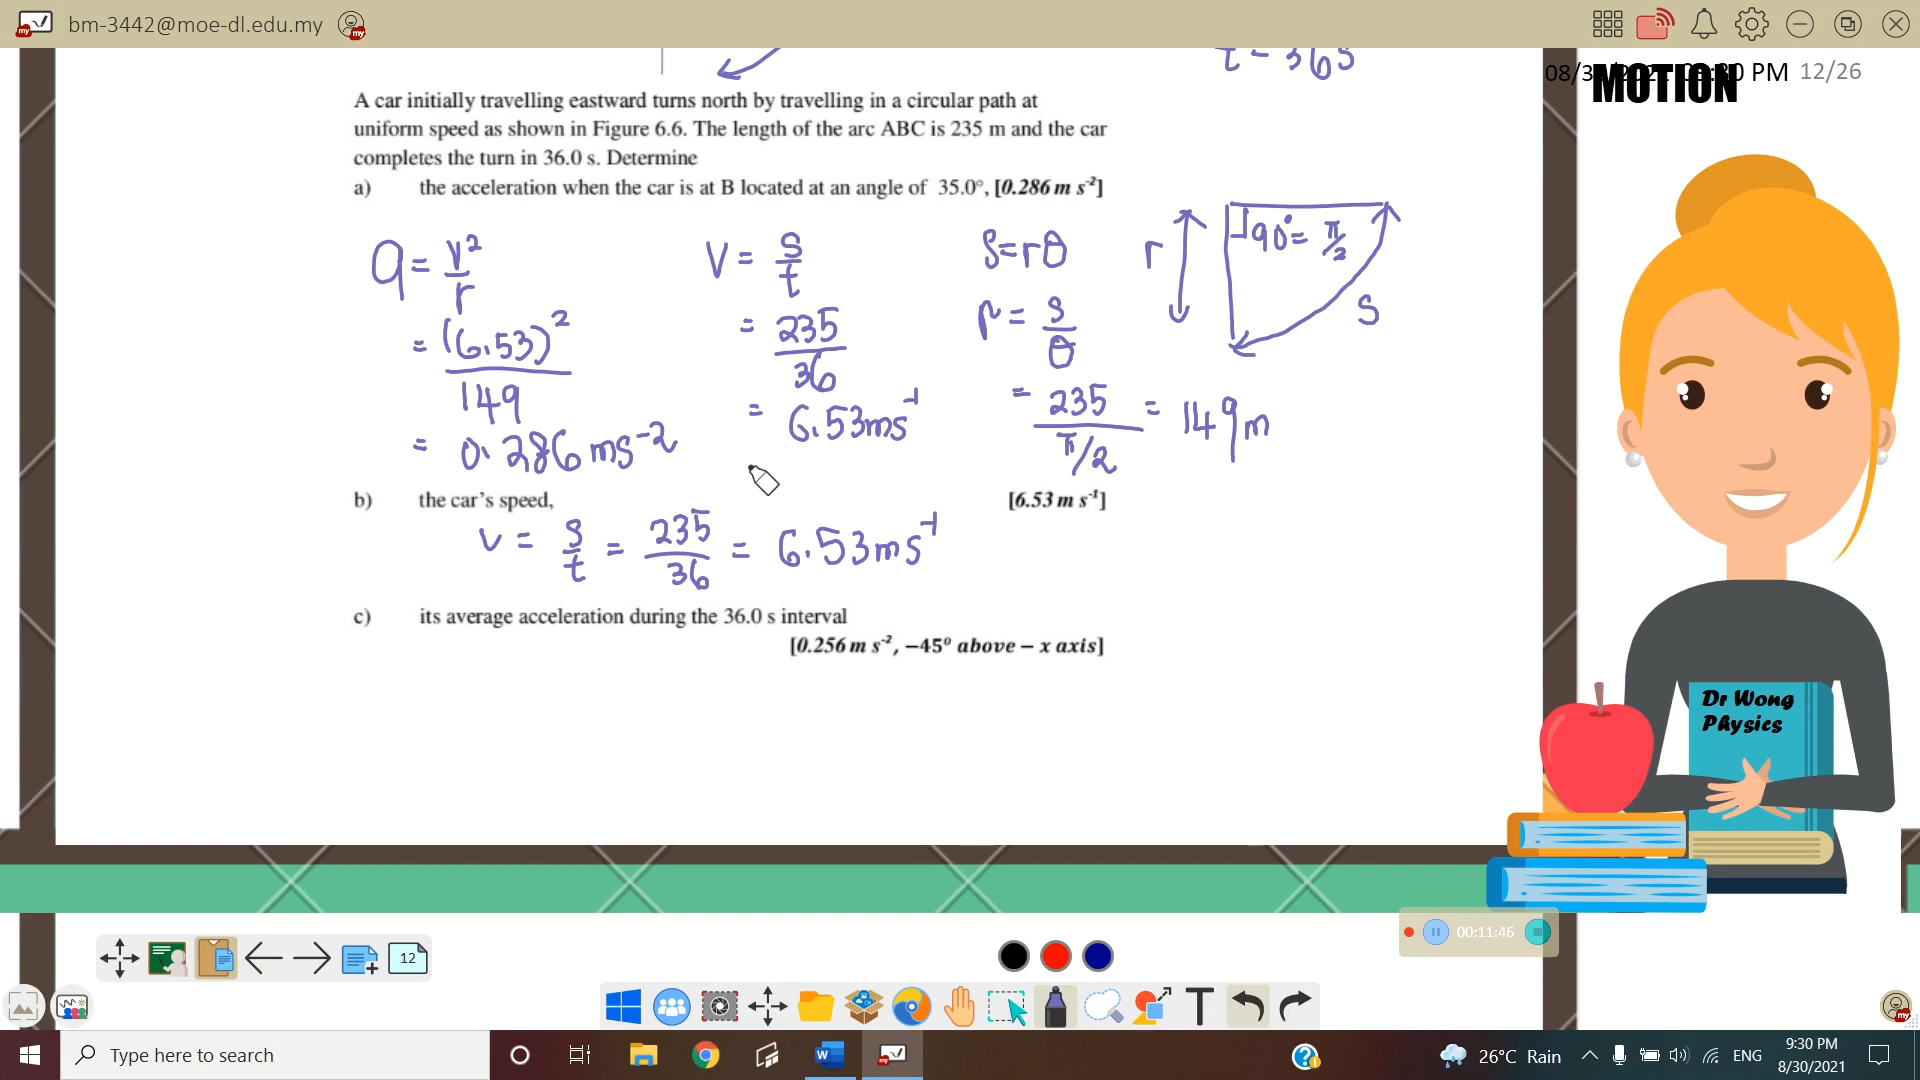 bm-3442@moe-dl.edu.my
t = 36s
08/3 :30 PM 12/26
MOTION
A car initially travelling eastward turns north by travelling in a circular path at
uniform speed as shown in Figure 6.6. The length of the arc ABC is 235 m and the car
completes the turn in 36.0 s. Determine
a) the acceleration when the car is at B located at an angle of 35.0°, [0.286 m s⁻²]
a = v²/r
= (6.53)²/149
= 0.286 ms⁻²
v = s/t
= 235/36
= 6.53ms⁻¹
s=rθ
r = s/θ
= 235/π/2 = 149m
r
90° = π/2
s
b) the car's speed, [6.53 m s⁻¹]
v = s/t = 235/36 = 6.53ms⁻¹
c) its average acceleration during the 36.0 s interval
[0.256 m s⁻², −45° above − x axis]
Dr Wong
Physics
00:11:46
12
T
Type here to search
26°C Rain
ENG
9:30 PM
8/30/2021